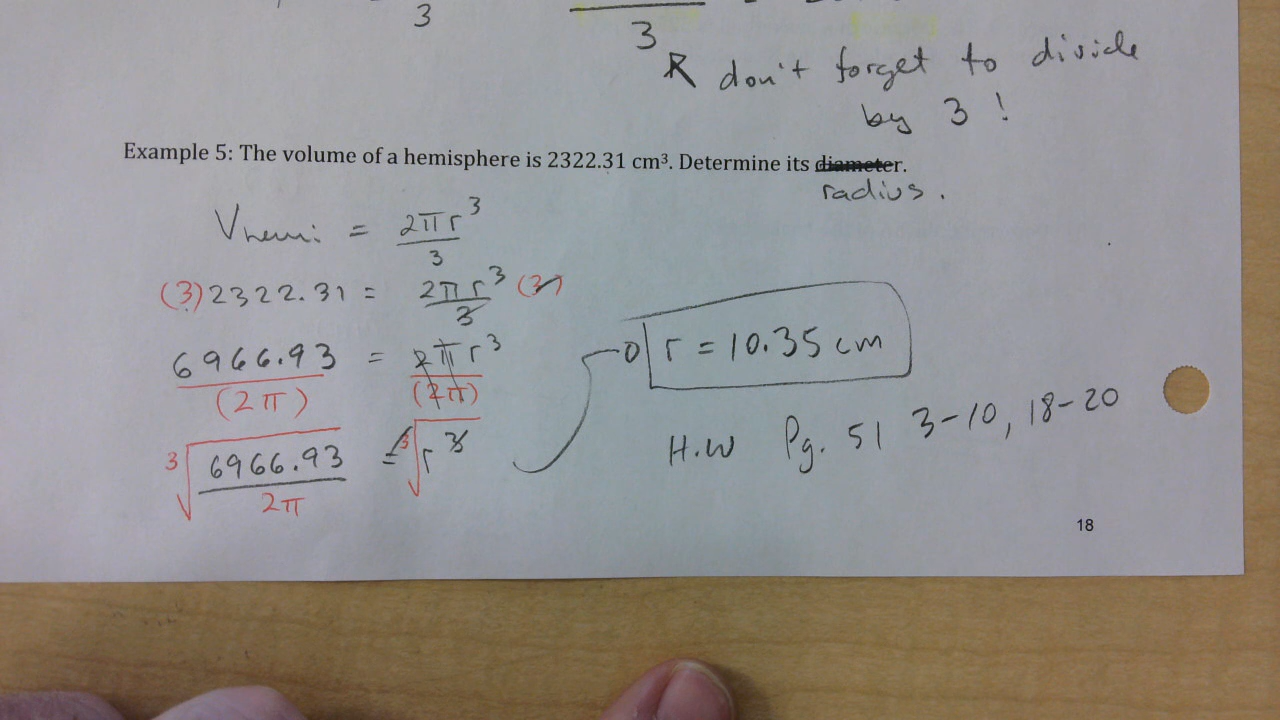 3
3
don't forget to divide
by 3 !
Example 5: The volume of a hemisphere is 2322.31 cm³. Determine its diameter.
radius.
Vhemi = 2πr³
3
(3) 2322.31 = 2πr³ (3)
3
6966.93 = 2πr³
(2π) (2π)
r = 10.35 cm
³√6966.93 = ³√r³
2π
H.W Pg. 51 3-10, 18-20
18